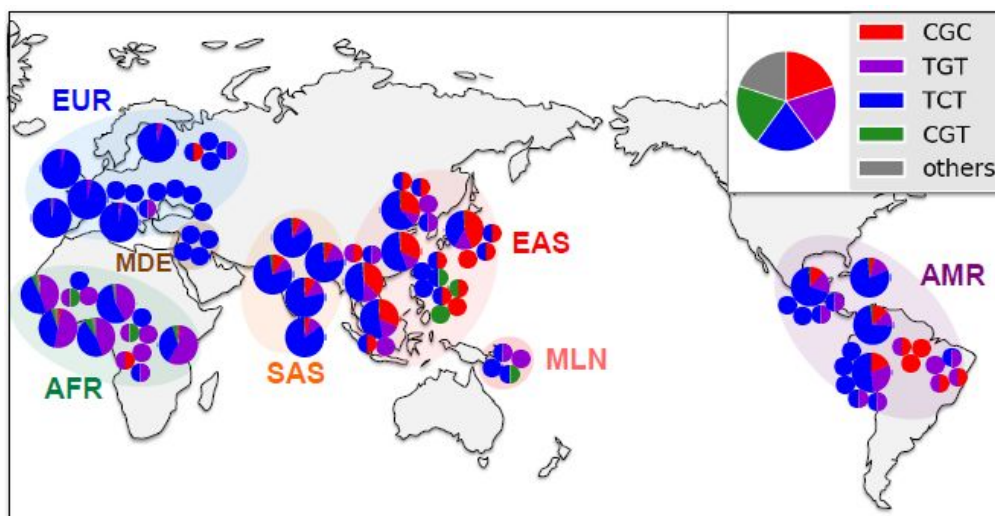 CGC
TGT
TCT
CGT
others
EUR
MDE
EAS
AMR
SAS
MLN
AFR